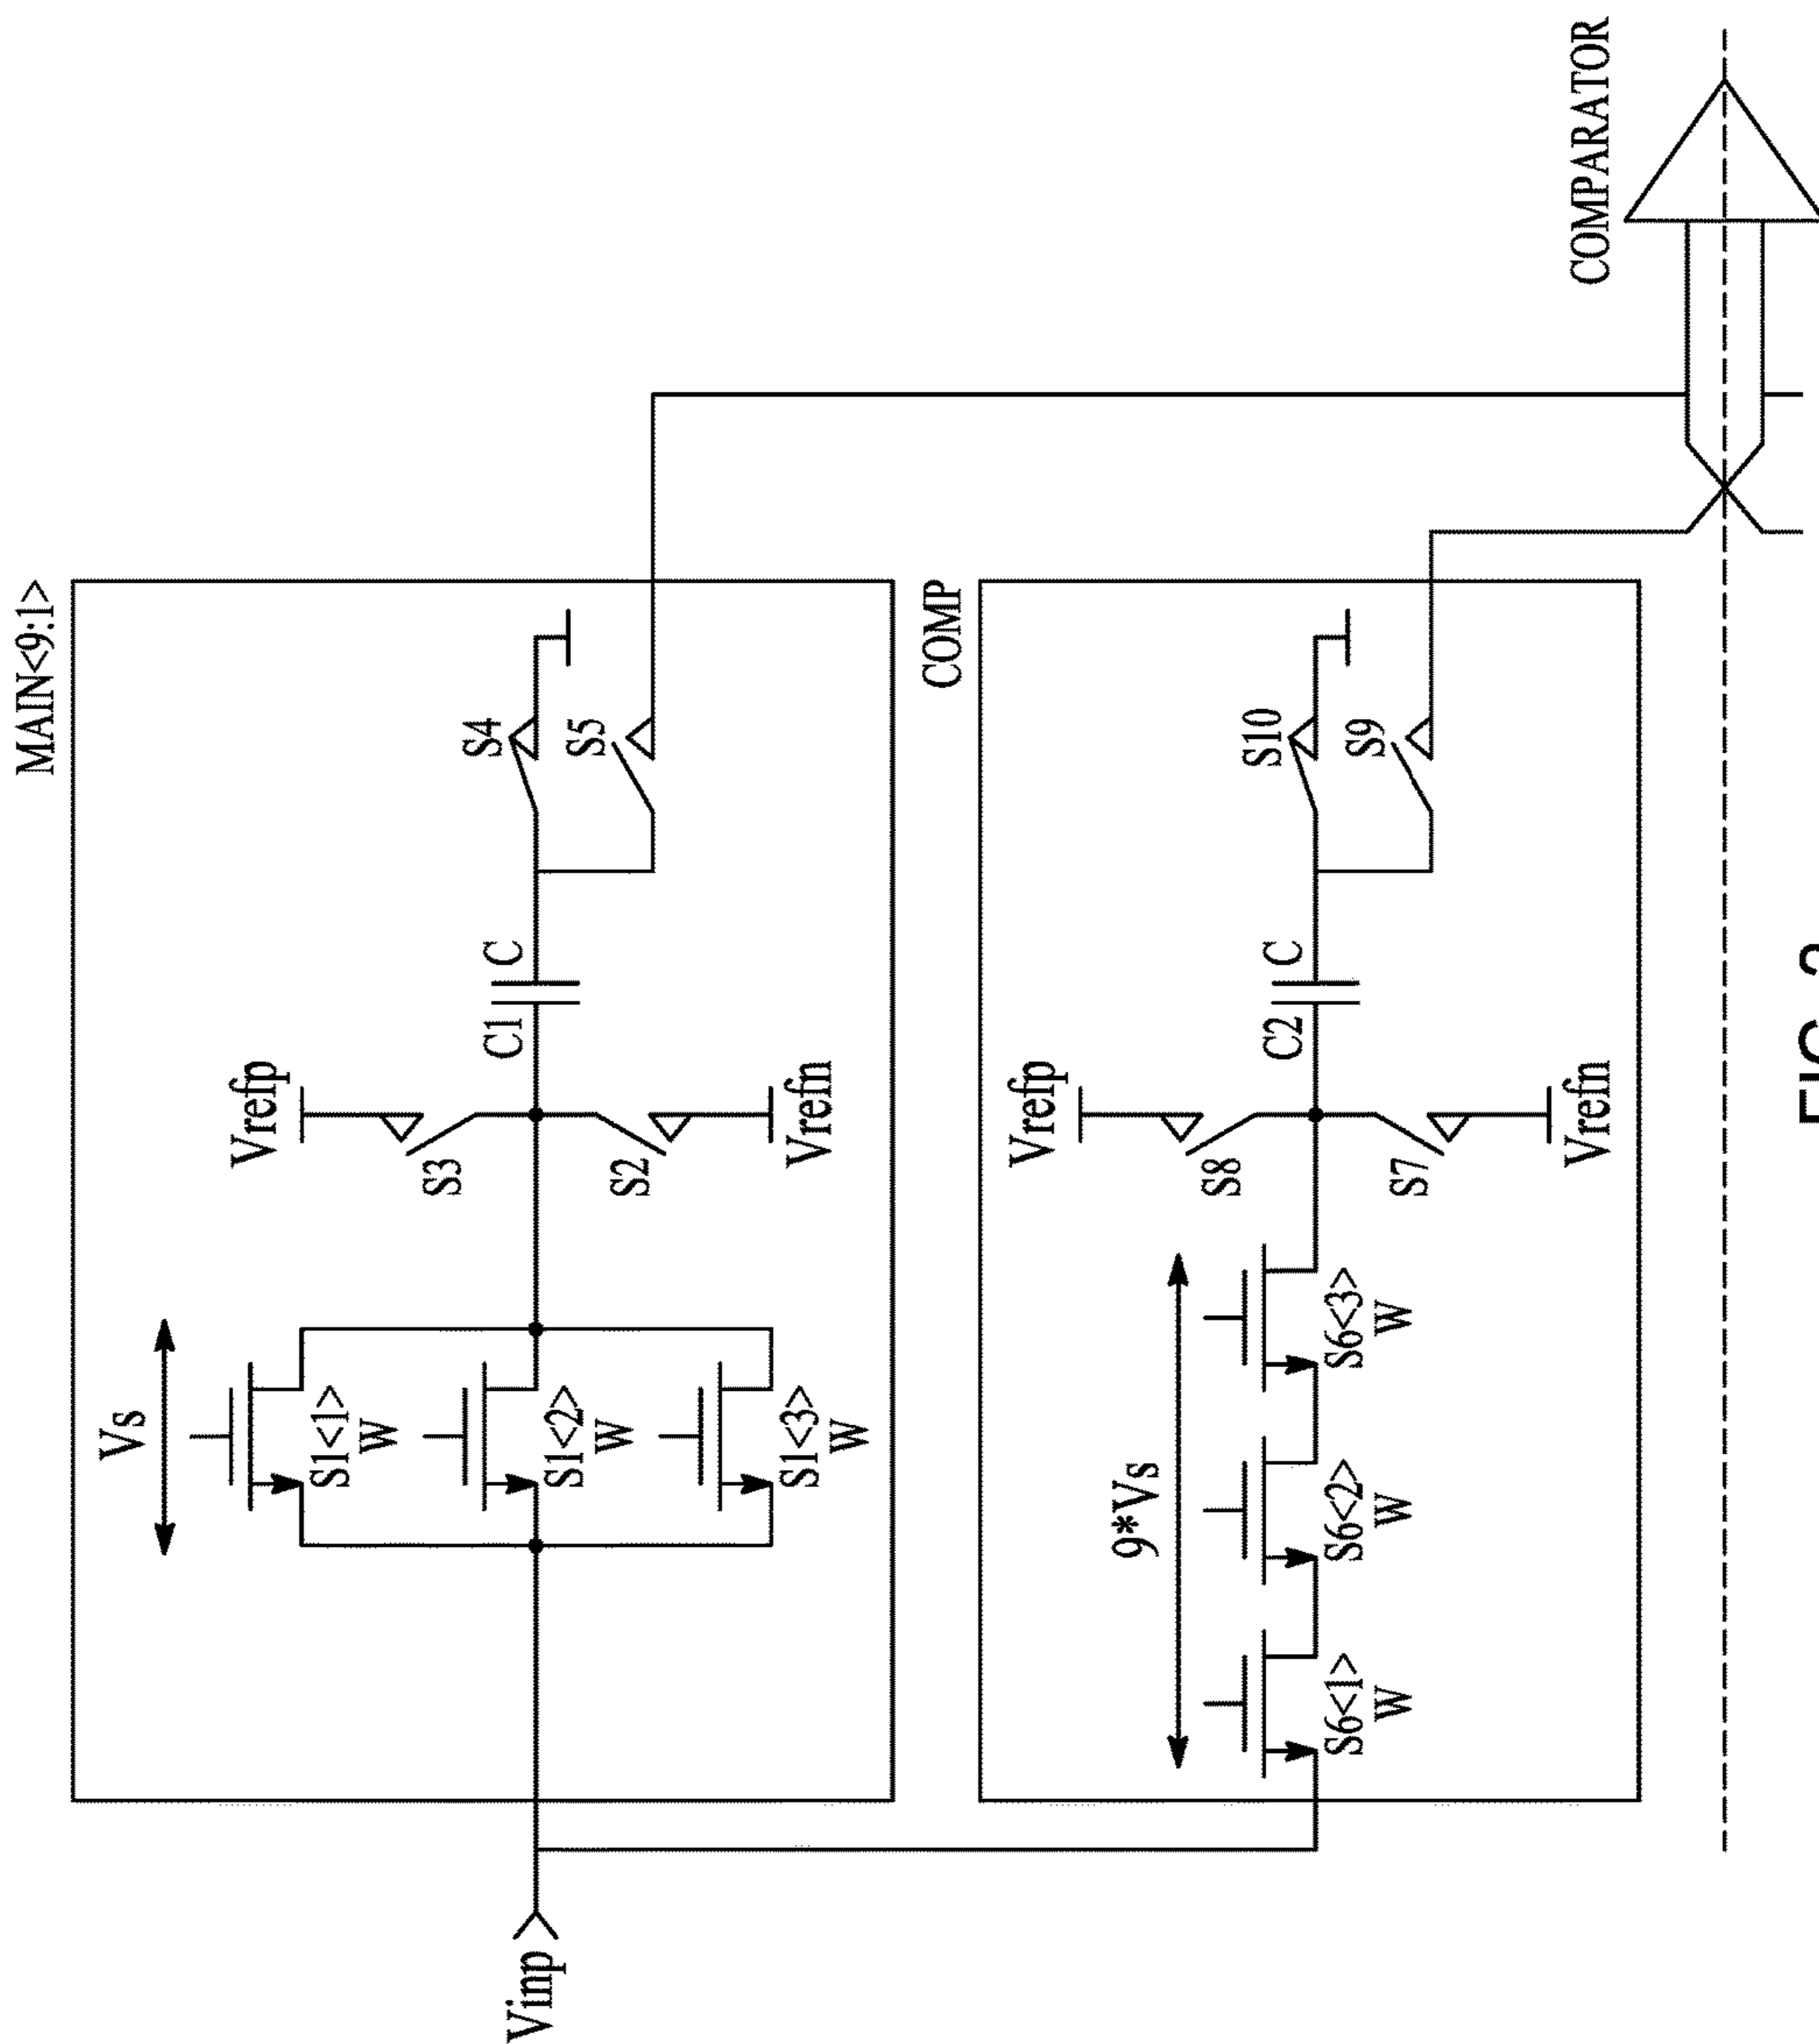 MAIN<9:1>
Vs
S1<1>
W
S1<2>
W
S1<3>
W
Vrefp
S3
S2
Vrefn
C1
C
S4
S5
Vinp
COMP
9*Vs
S6<1>
W
S6<2>
W
S6<3>
W
Vrefp
S8
S7
Vrefn
C2
C
S10
S9
COMPARATOR